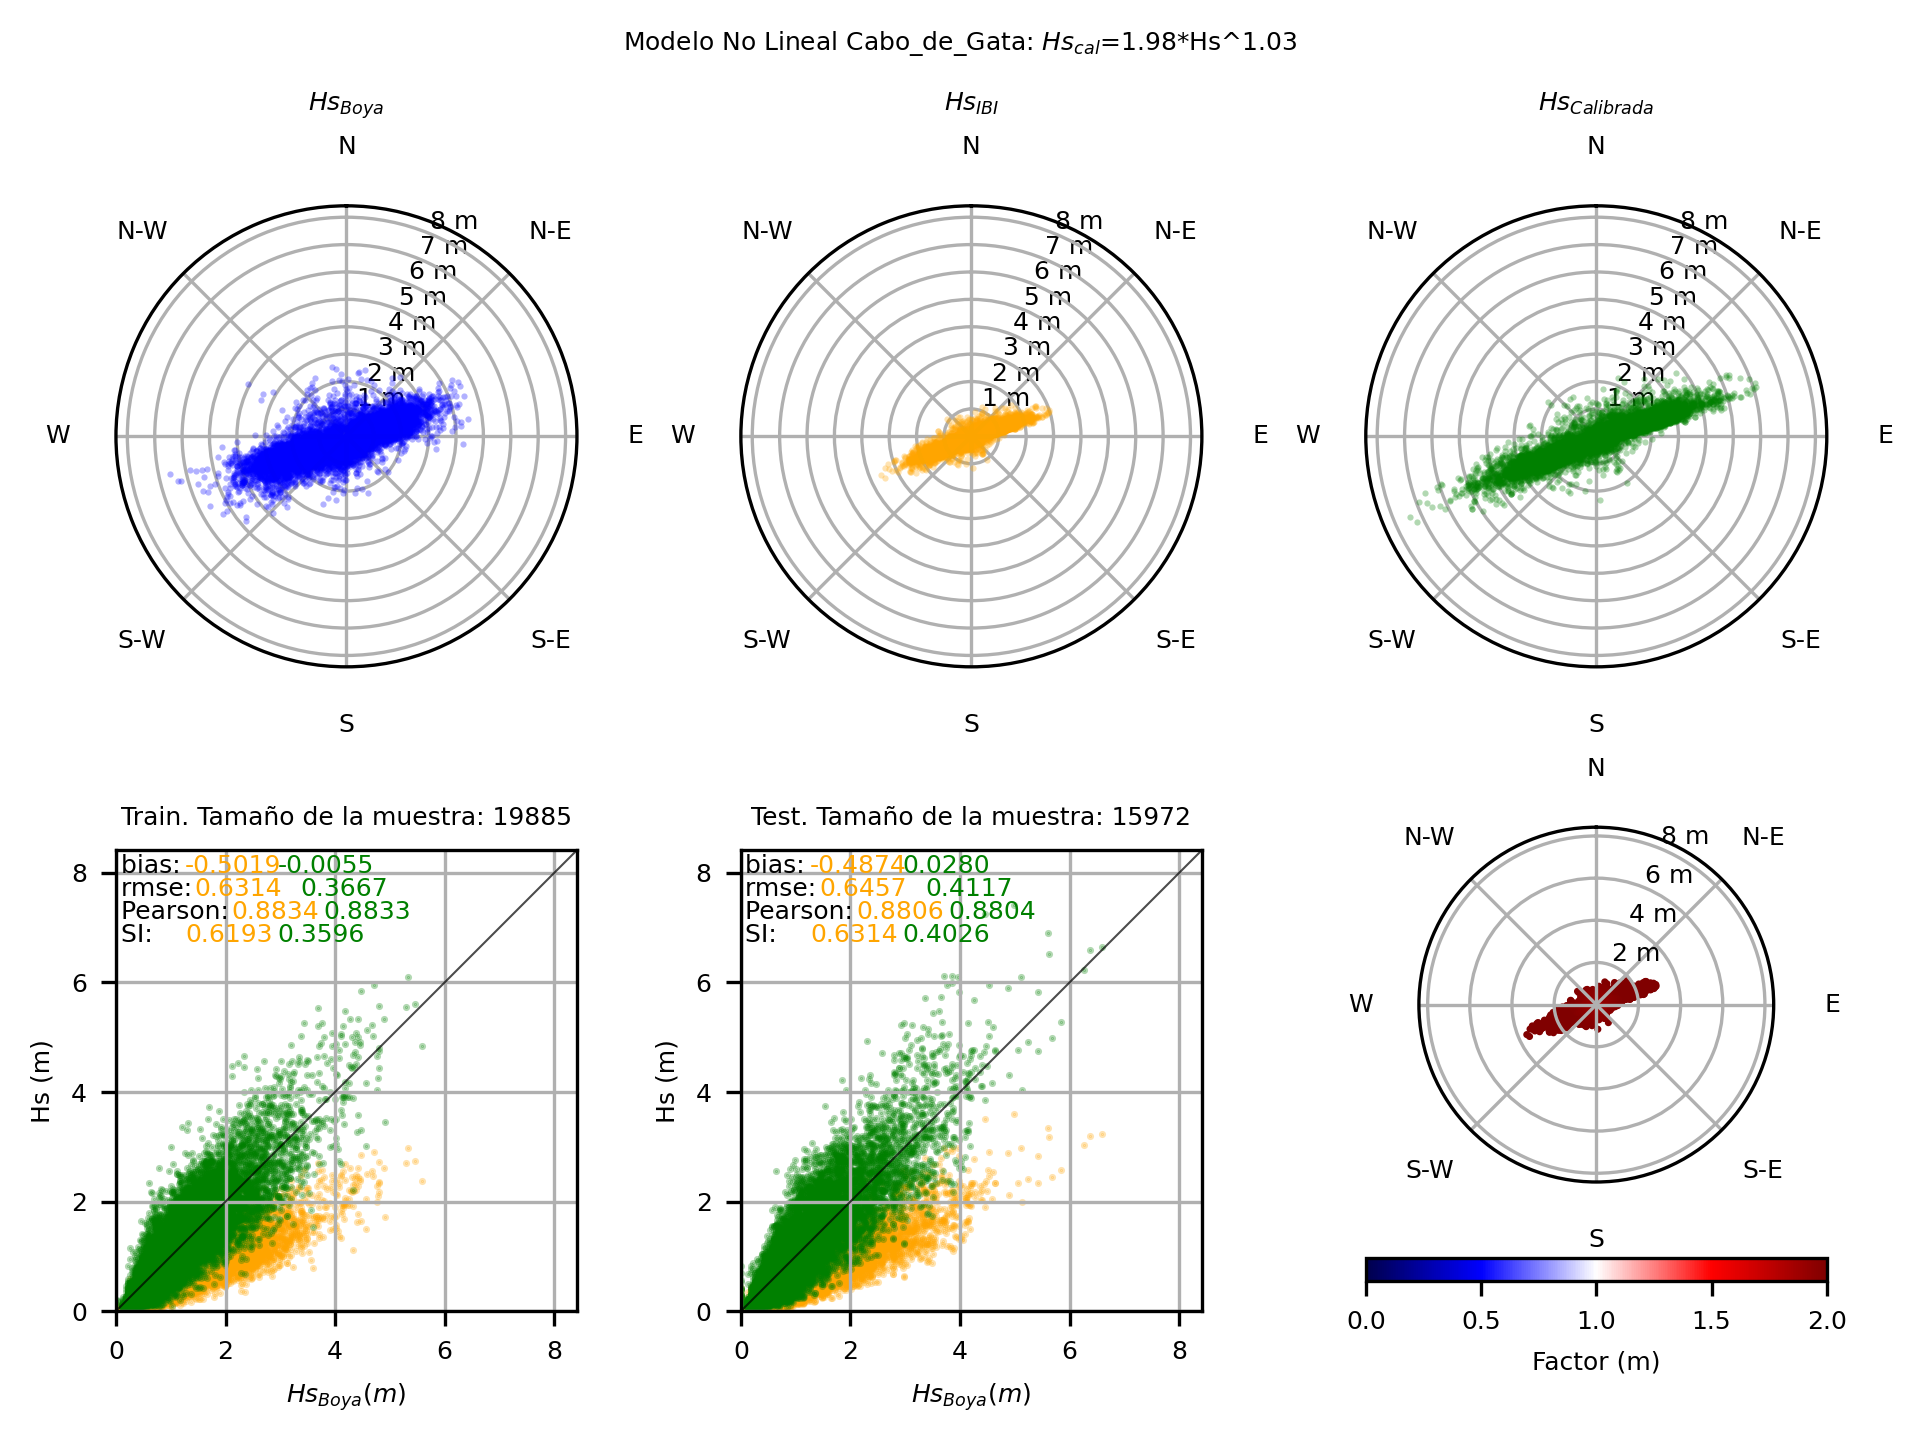 Modelo No Lineal Cabo_de_Gata: Hs_cal=1.98*Hs^1.03
Hs_Boya
N
N-W
N-E
8 m
7 m
6 m
5 m
4 m
3 m
2 m
1 m
W
E
S-W
S-E
S
Hs_IBI
N
N-W
N-E
8 m
7 m
6 m
5 m
4 m
3 m
2 m
1 m
W
E
S-W
S-E
S
Hs_Calibrada
N
N-W
N-E
8 m
7 m
6 m
5 m
4 m
3 m
2 m
1 m
W
E
S-W
S-E
S
Train. Tamaño de la muestra: 19885
bias: -0.5019 -0.0055
rmse: 0.6314 0.3667
Pearson: 0.8834 0.8833
SI: 0.6193 0.3596
8
6
4
2
0
Hs (m)
0 2 4 6 8
Hs_Boya(m)
Test. Tamaño de la muestra: 15972
bias: -0.4874 0.0280
rmse: 0.6457 0.4117
Pearson: 0.8806 0.8804
SI: 0.6314 0.4026
8
6
4
2
0
Hs (m)
0 2 4 6 8
Hs_Boya(m)
N
N-W
N-E
8 m
6 m
4 m
2 m
W
E
S-W
S-E
S
0.0 0.5 1.0 1.5 2.0
Factor (m)